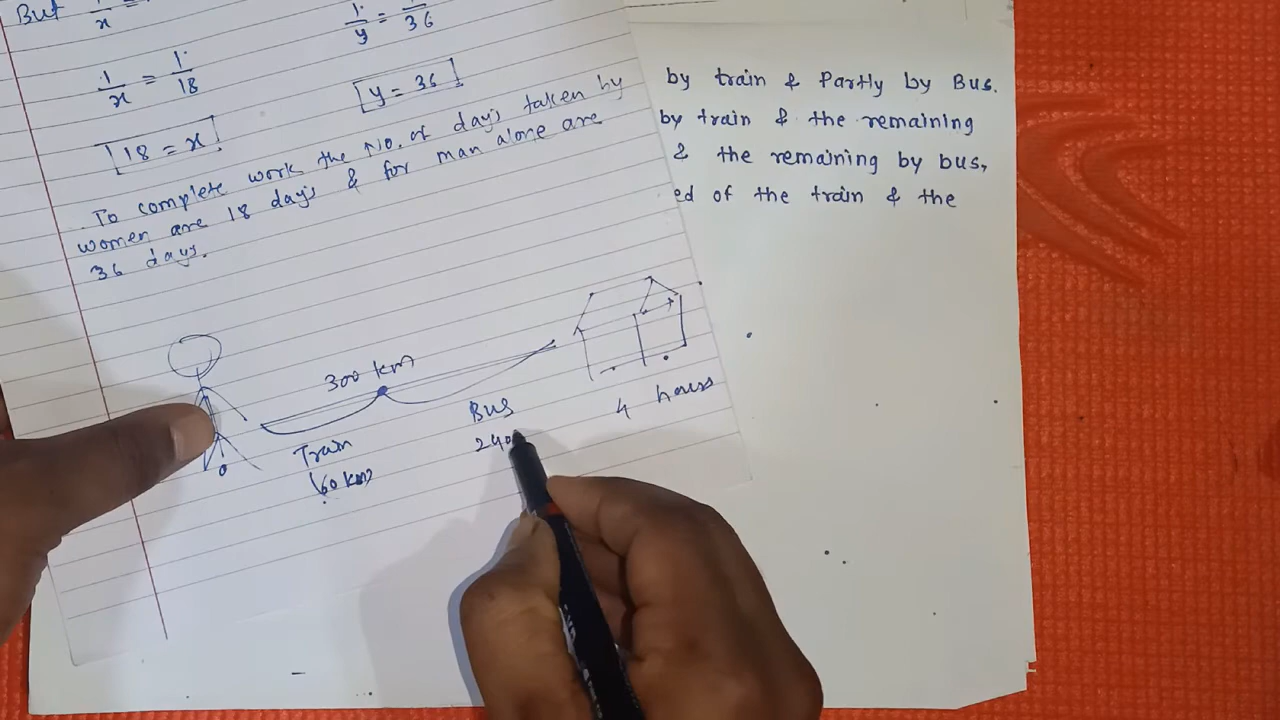 But 1/x =
1/y = 1/36
1/x = 1/18
[y = 36]
[18 = x]
To complete work the No. of days taken by
women are 18 days & for man alone are
36 days.
by train & Partly by Bus.
by train & the remaining
& the remaining by bus,
ed of the train & the
300 km
Train
60 km
Bus
240
4 hours